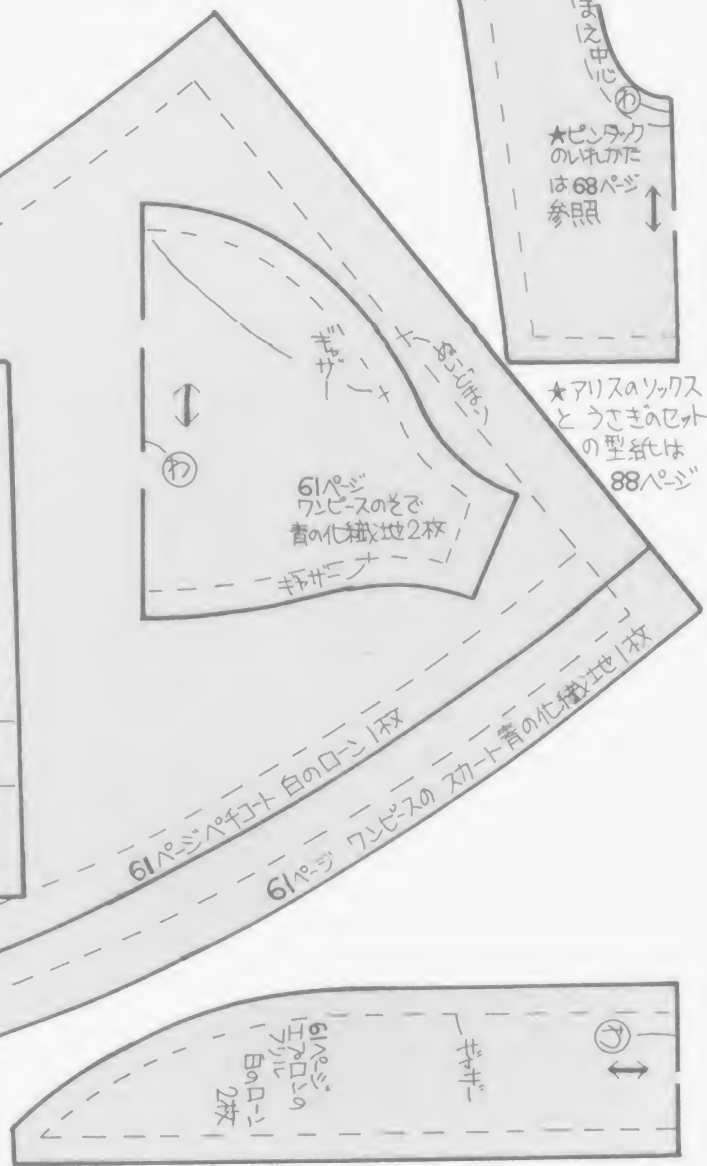 まえ中心
わ
★ピンタック
のいれかた
は68ページ
参照
ギャザー
あきどまり
わ
61ページ
ワンピースのそで
青の化繊地2枚
ギャザー
★アリスのソックス
と うさぎのセット
の型紙は
88ページ
61ページ ペチコート 白のローン1枚
61ページ ワンピースの スカート 青の化繊地1枚
61ページ
エプロンの
フリル
白のローン
2枚
ギャザー
わ